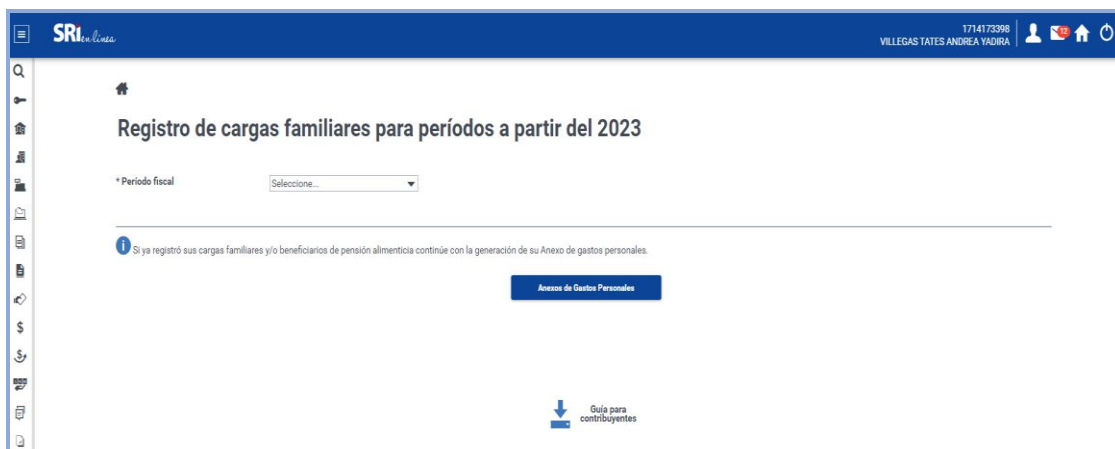 SRi en línea
1714173398
VILLEGAS TATES ANDREA YADIRA
12
Registro de cargas familiares para períodos a partir del 2023
* Período fiscal
Seleccione...
Si ya registró sus cargas familiares y/o beneficiarios de pensión alimenticia continúe con la generación de su Anexo de gastos personales.
Anexos de Gastos Personales
Guía para
contribuyentes